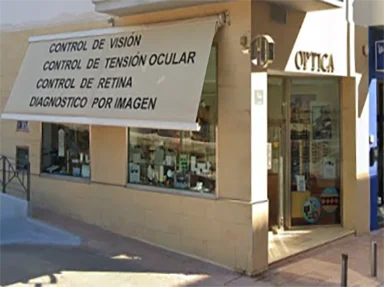 CONTROL DE VISIÓN
CONTROL DE TENSIÓN OCULAR
CONTROL DE RETINA
DIAGNOSTICO POR IMAGEN
OPTICA